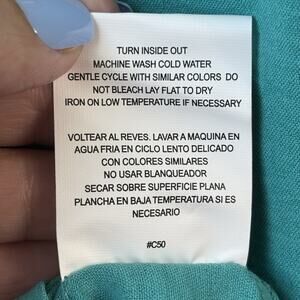 TURN INSIDE OUT
MACHINE WASH COLD WATER
GENTLE CYCLE WITH SIMILAR COLORS DO
NOT BLEACH LAY FLAT TO DRY
IRON ON LOW TEMPERATURE IF NECESSARY
VOLTEAR AL REVES. LAVAR A MAQUINA EN
AGUA FRIA EN CICLO LENTO DELICADO
CON COLORES SIMILARES
NO USAR BLANQUEADOR
SECAR SOBRE SUPERFICIE PLANA
PLANCHA EN BAJA TEMPERATURA SI ES
NECESARIO
#C50